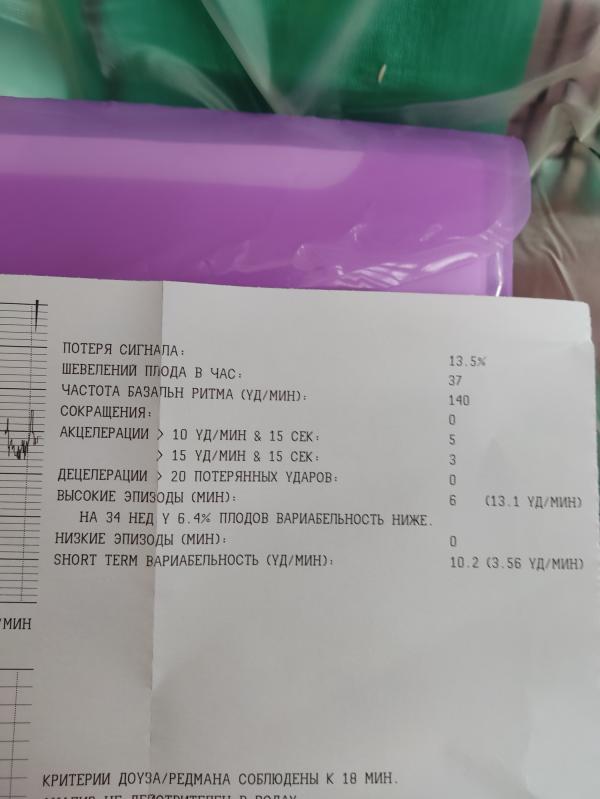 ПОТЕРЯ СИГНАЛА: 13.5%
ШЕВЕЛЕНИЙ ПЛОДА В ЧАС: 37
ЧАСТОТА БАЗАЛЬН РИТМА (УД/МИН): 140
СОКРАЩЕНИЯ: 0
АКЦЕЛЕРАЦИИ > 10 УД/МИН & 15 СЕК: 5
> 15 УД/МИН & 15 СЕК: 3
ДЕЦЕЛЕРАЦИИ > 20 ПОТЕРЯННЫХ УДАРОВ: 0
ВЫСОКИЕ ЭПИЗОДЫ (МИН): 6 (13.1 УД/МИН)
НА 34 НЕД У 6.4% ПЛОДОВ ВАРИАБЕЛЬНОСТЬ НИЖЕ.
НИЗКИЕ ЭПИЗОДЫ (МИН): 0
SHORT TERM ВАРИАБЕЛЬНОСТЬ (УД/МИН): 10.2 (3.56 УД/МИН)
/МИН
КРИТЕРИИ ДОУЗА/РЕДМАНА СОБЛЮДЕНЫ К 18 МИН.